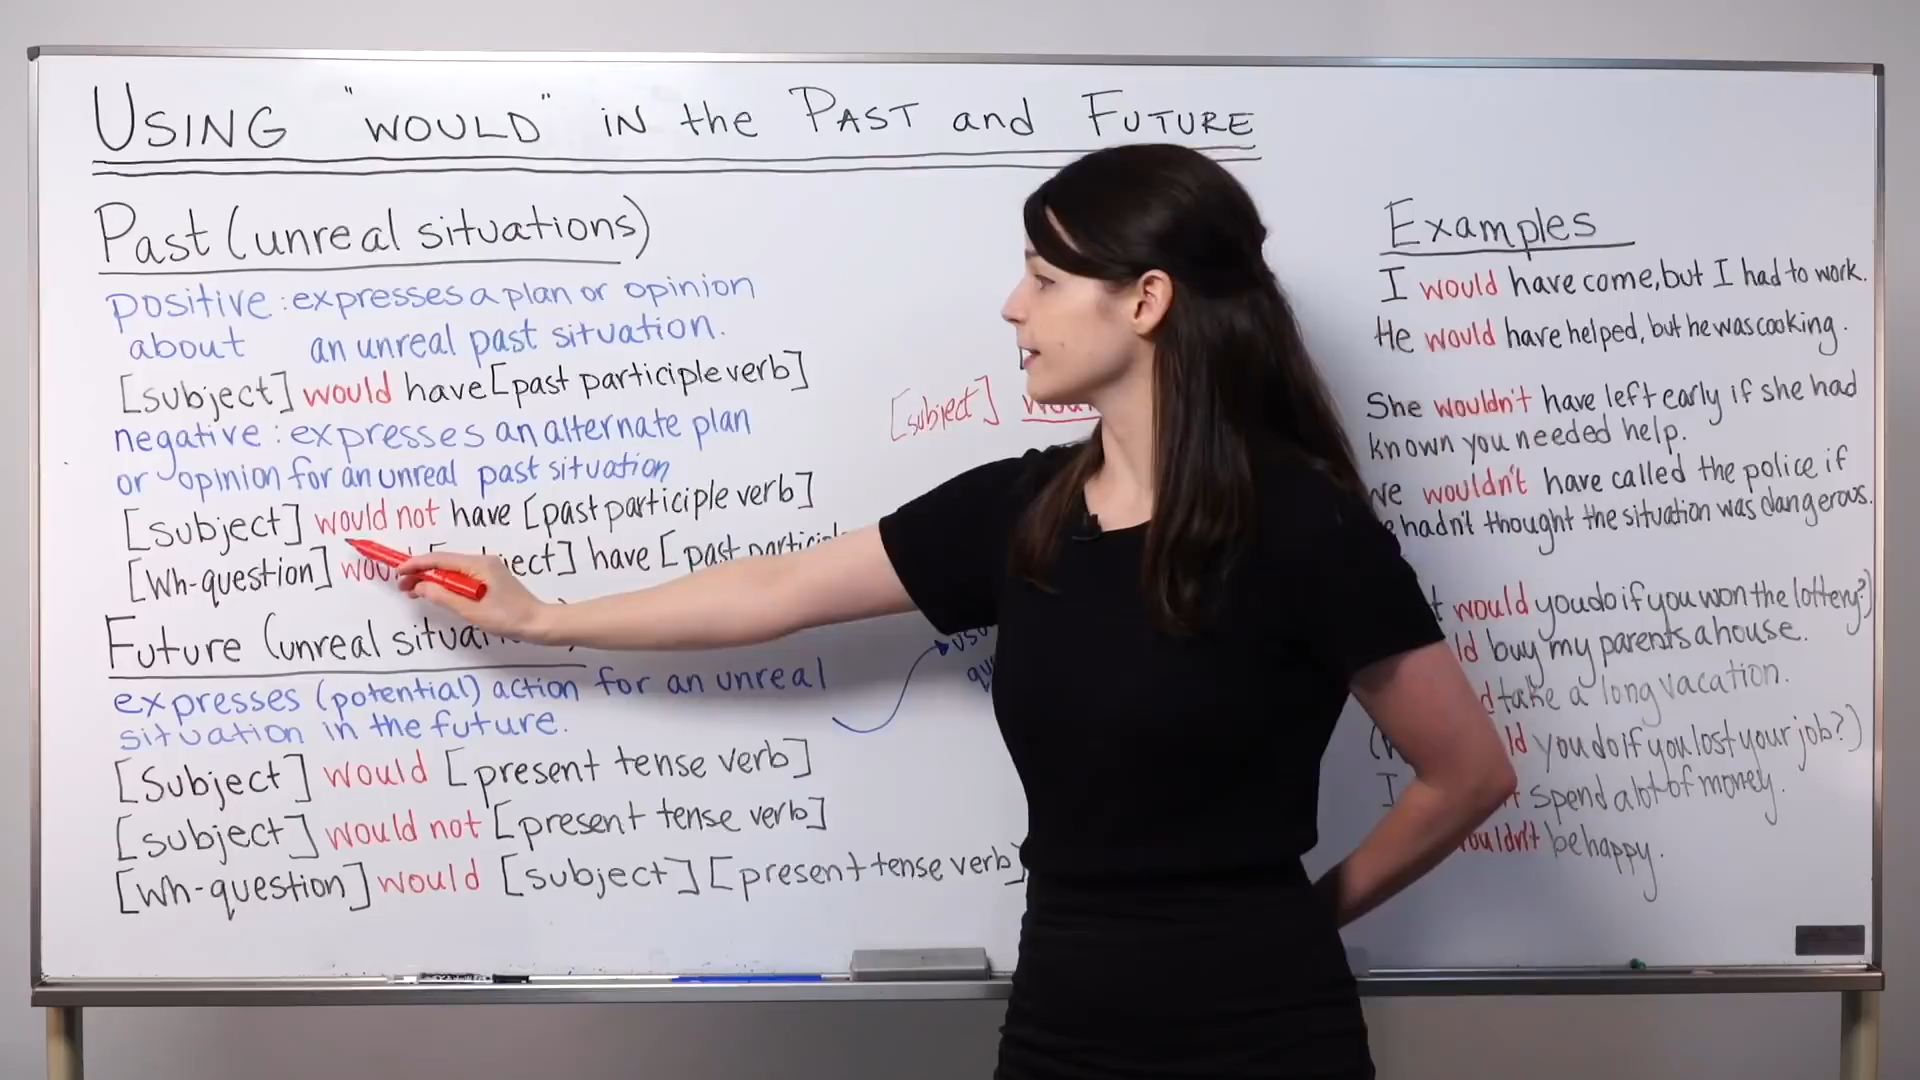 USING "WOULD" IN the PAST and FUTURE
Past (unreal situations)
positive : expresses a plan or opinion
about an unreal past situation.
[subject] would have [past participle verb]
negative : expresses an alternate plan
or opinion for an unreal past situation
[subject] would not have [past participle verb]
[Wh-question] have [past
Future (unreal
expresses (potential) action for an unreal
situation in the future.
[Subject] would [present tense verb]
[subject] would not [present tense verb]
[Wh-question] would [subject] [present tense verb]
[subject]
Examples
I would have come, but I had to work.
He would have helped, but he was cooking.
She wouldn't have left early if she had
known you needed help.
wouldn't have called the police if
hadn't thought the situation was dangerous.
would you do if you won the lottery?)
buy my parents a house.
take a long vacation.
you do if you lost your job?)
I spend a lot of money.
be happy.